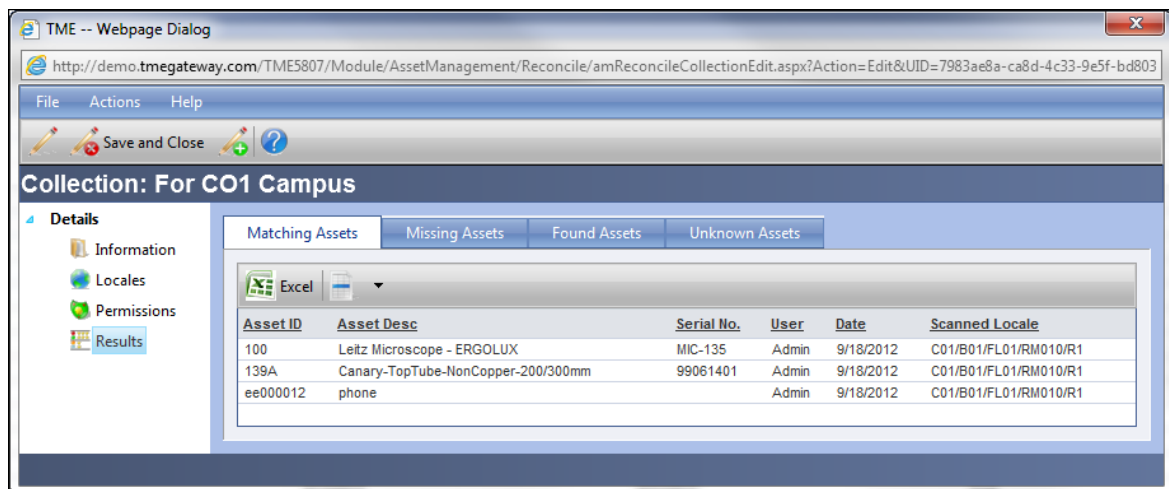 TME -- Webpage Dialog
http://demo.tmegateway.com/TME5807/Module/AssetManagement/Reconcile/amReconcileCollectionEdit.aspx?Action=Edit&UID=7983ae8a-ca8d-4c33-9e5f-bd803
File Actions Help
Save and Close
Collection: For CO1 Campus
Details
Information
Locales
Permissions
Results
Matching Assets Missing Assets Found Assets Unknown Assets
Excel
Asset ID Asset Desc Serial No. User Date Scanned Locale
100 Leitz Microscope - ERGOLUX MIC-135 Admin 9/18/2012 C01/B01/FL01/RM010/R1
139A Canary-TopTube-NonCopper-200/300mm 99061401 Admin 9/18/2012 C01/B01/FL01/RM010/R1
ee000012 phone Admin 9/18/2012 C01/B01/FL01/RM010/R1